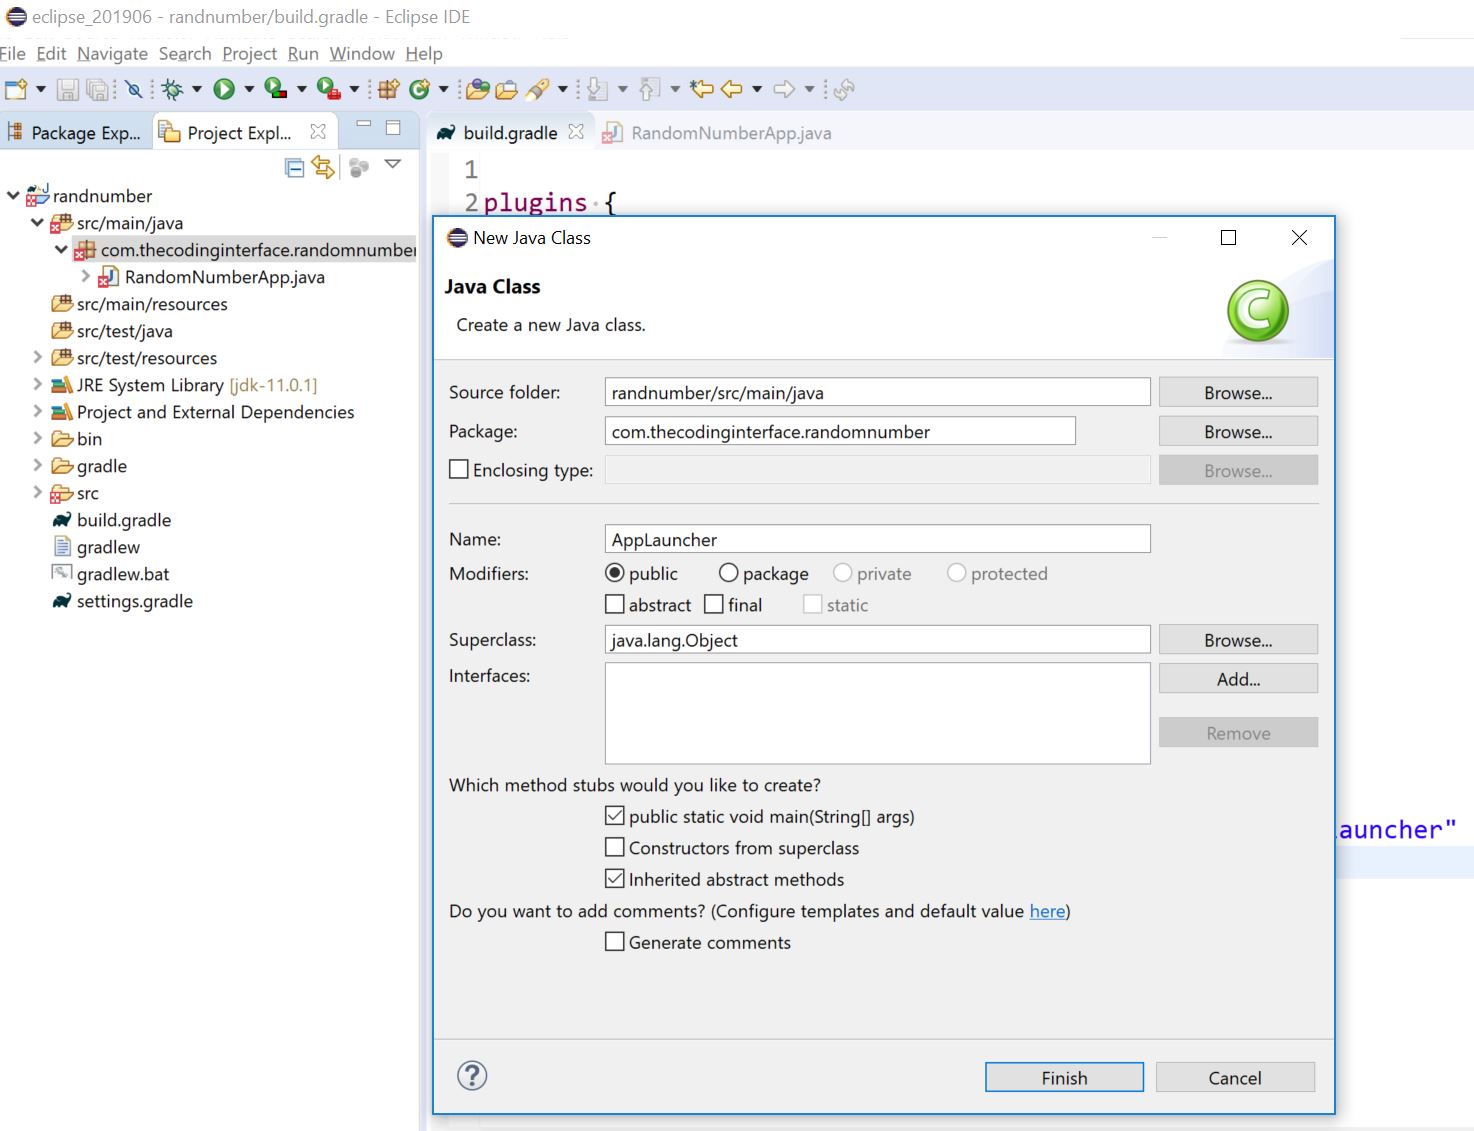 eclipse_201906 - randnumber/build.gradle - Eclipse IDE
File Edit Navigate Search Project Run Window Help
Package Exp... Project Expl... build.gradle RandomNumberApp.java
randnumber
src/main/java
com.thecodinginterface.randomnumber
RandomNumberApp.java
src/main/resources
src/test/java
src/test/resources
JRE System Library [jdk-11.0.1]
Project and External Dependencies
bin
gradle
src
build.gradle
gradlew
gradlew.bat
settings.gradle
1
2 plugins {
auncher"
New Java Class
Java Class
Create a new Java class.
C
Source folder: randnumber/src/main/java Browse...
Package: com.thecodinginterface.randomnumber Browse...
Enclosing type: Browse...
Name: AppLauncher
Modifiers: public package private protected
abstract final static
Superclass: java.lang.Object Browse...
Interfaces: Add...
Remove
Which method stubs would you like to create?
public static void main(String[] args)
Constructors from superclass
Inherited abstract methods
Do you want to add comments? (Configure templates and default value here)
Generate comments
? Finish Cancel